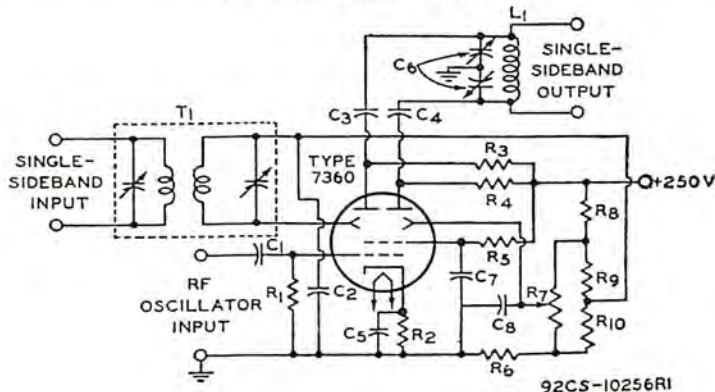 L1
SINGLE-
SIDEBAND
OUTPUT
C6
T1
C3
C4
SINGLE-
SIDEBAND
INPUT
TYPE
7360
R3
R4
+250V
R8
C1
R5
R9
RF
OSCILLATOR
INPUT
R1
C2
C7
R7
C8
R10
C5
R2
R6
92CS-10256R1